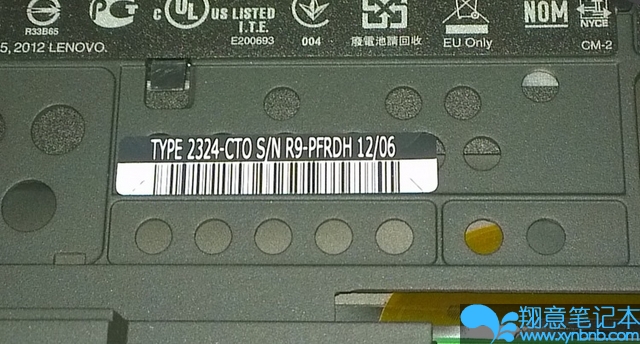 c UL US LISTED
I.T.E.
E200693
R33B65
004
廢電池請回收
EU Only
NOM
NYCE
CM-2
5, 2012 LENOVO.
TYPE 2324-CTO S/N R9-PFRDH 12/06
翔意笔记本
www.xynbnb.com